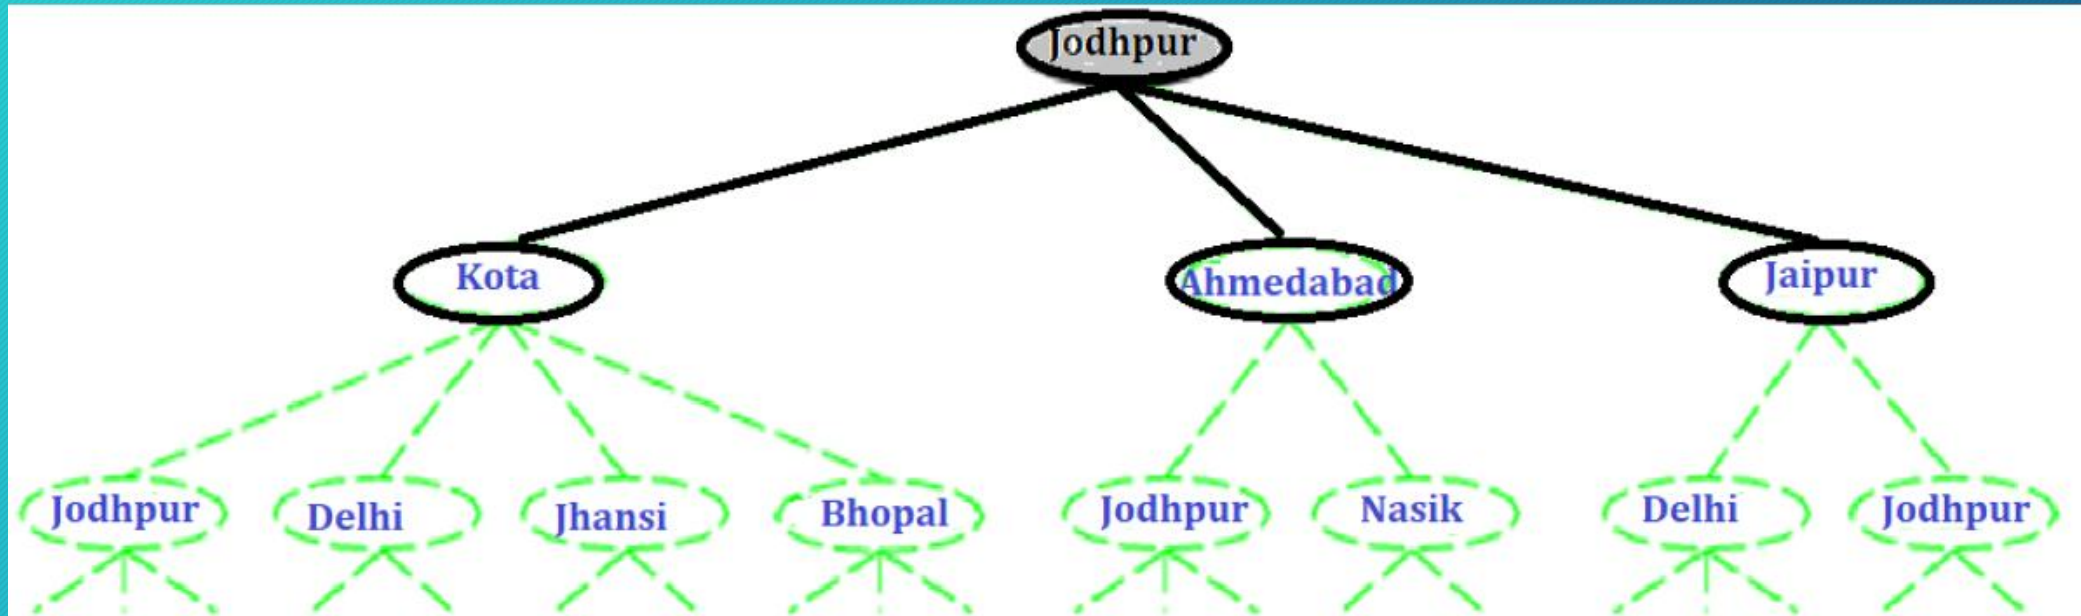 Jodhpur
Kota
Ahmedabad
Jaipur
Jodhpur
Delhi
Jhansi
Bhopal
Jodhpur
Nasik
Delhi
Jodhpur